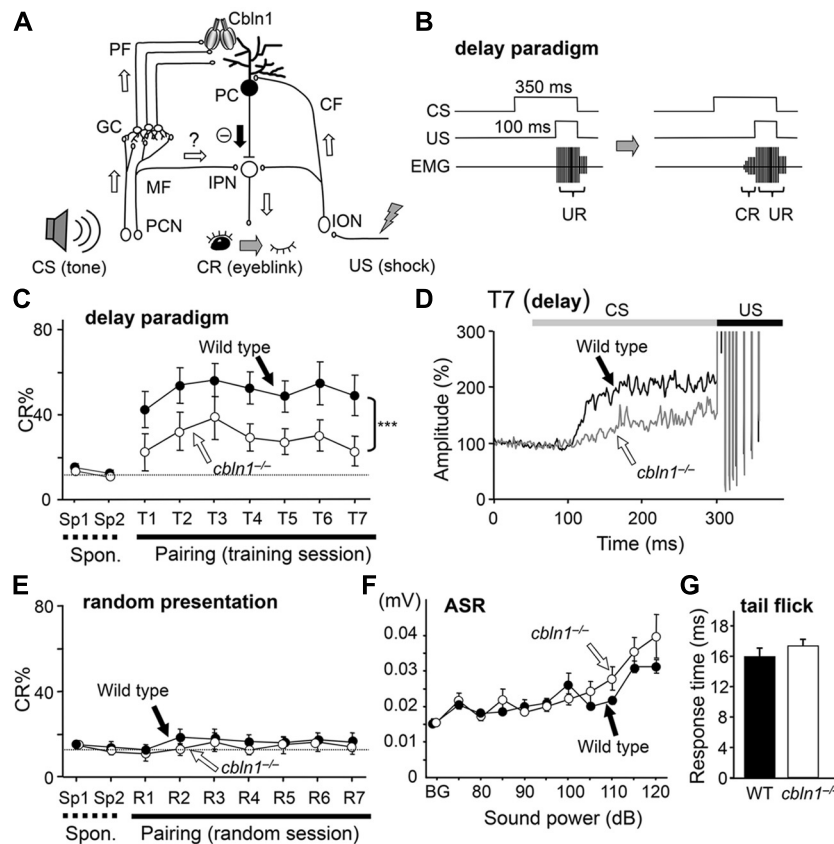 A
Cbln1
PF
PC
CF
GC
?
−
MF
IPN
PCN
ION
CS (tone)
CR (eyeblink)
US (shock)
B
delay paradigm
350 ms
CS
US
100 ms
EMG
UR
CR
UR
C
delay paradigm
80
40
0
CR%
Wild type
***
cbln1–/–
Sp1 Sp2 T1 T2 T3 T4 T5 T6 T7
Spon. Pairing (training session)
D
T7 (delay)
CS
US
300
200
100
0
Amplitude (%)
Wild type
cbln1–/–
0 100 200 300
Time (ms)
E
random presentation
80
40
0
CR%
Wild type
cbln1–/–
Sp1 Sp2 R1 R2 R3 R4 R5 R6 R7
Spon. Pairing (random session)
F
(mV)
ASR
0.04
0.03
0.02
0.01
0
cbln1–/–
Wild type
BG 80 90 100 110 120
Sound power (dB)
G
tail flick
Response time (ms)
16
12
8
4
0
WT cbln1–/–